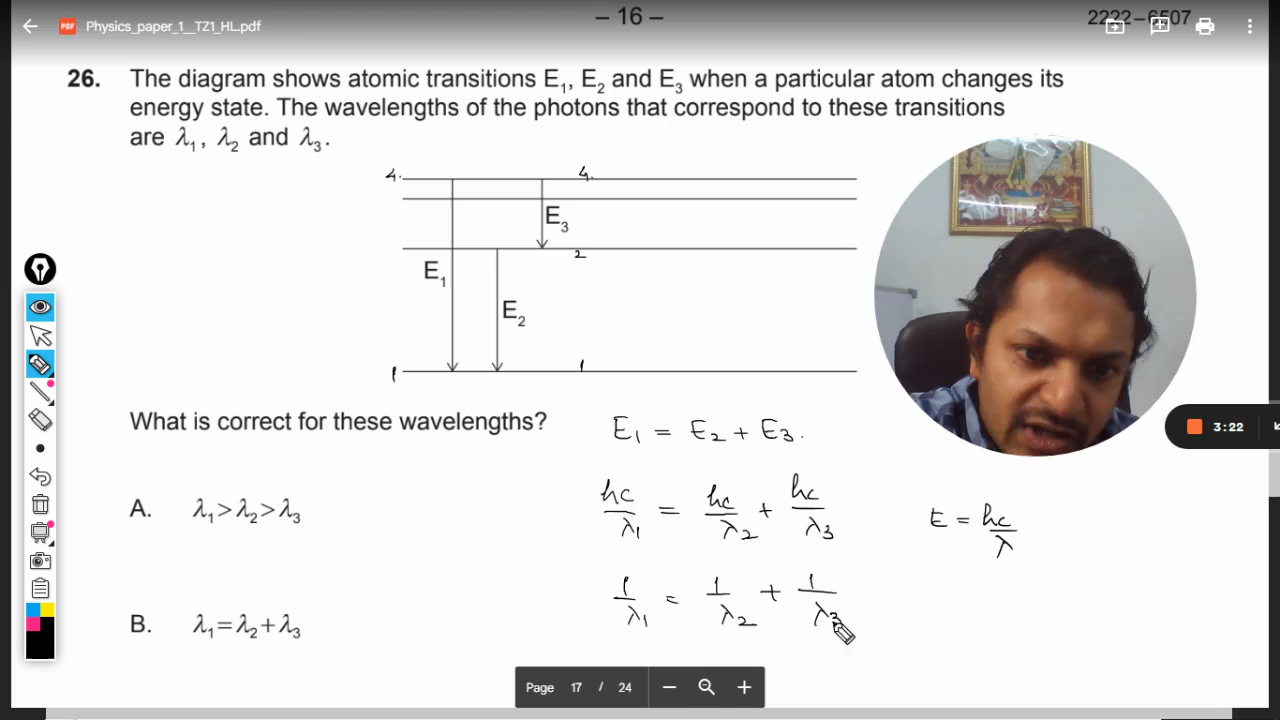 – 16 –
2222–6507
Physics_paper_1__TZ1_HL.pdf
26. The diagram shows atomic transitions E₁, E₂ and E₃ when a particular atom changes its
energy state. The wavelengths of the photons that correspond to these transitions
are λ₁, λ₂ and λ₃.
4. 4.
E₃
2
E₁
E₂
1 1
What is correct for these wavelengths?
E₁ = E₂ + E₃.
A. λ₁>λ₂>λ₃
hc/λ₁ = hc/λ₂ + hc/λ₃
E = hc/λ
1/λ₁ = 1/λ₂ + 1/λ₃
B. λ₁=λ₂+λ₃
3:22
Page 17 / 24